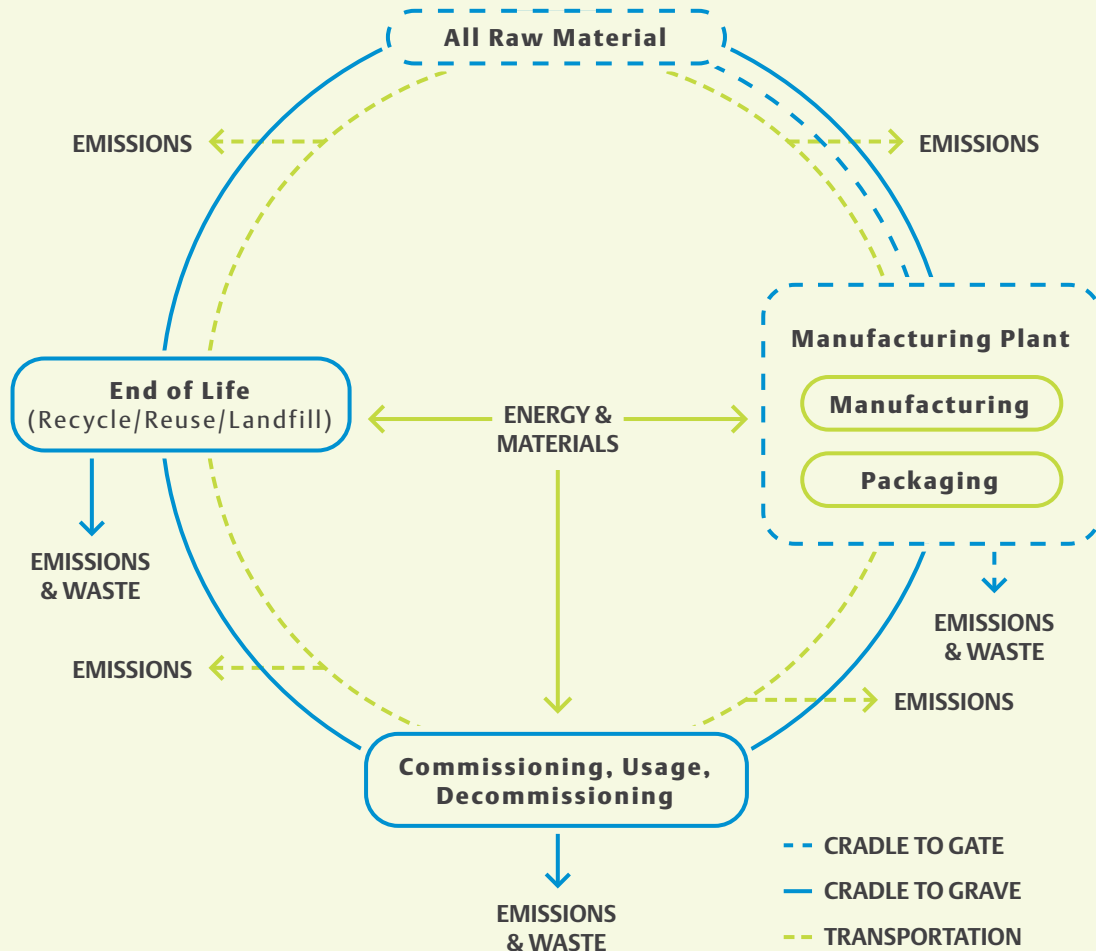 All Raw Material
EMISSIONS
EMISSIONS
Manufacturing Plant
Manufacturing
Packaging
End of Life
(Recycle/Reuse/Landfill)
ENERGY &
MATERIALS
EMISSIONS
& WASTE
EMISSIONS
& WASTE
EMISSIONS
EMISSIONS
Commissioning, Usage,
Decommissioning
EMISSIONS
& WASTE
CRADLE TO GATE
CRADLE TO GRAVE
TRANSPORTATION